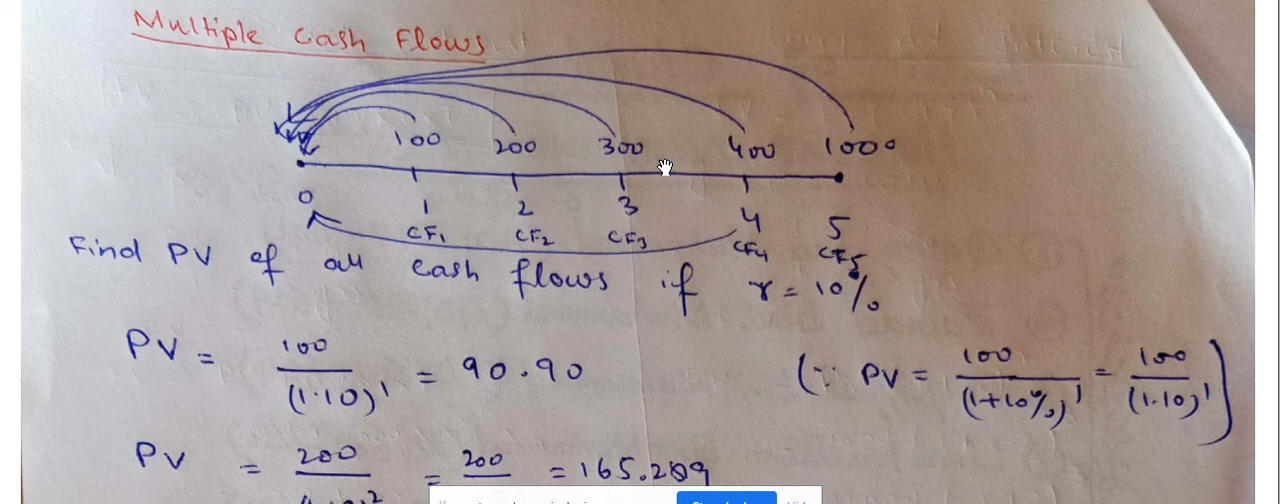 Multiple Cash Flows
100 200 300 400 1000
0 1 2 3 4 5
CF1 CF2 CF3 CF4 CF5
Find PV of all cash flows if r = 10%
PV = 100 / (1.10)^1 = 90.90 (∵ PV = 100 / (1+10%)^1 = 100 / (1.10)^1)
PV = 200 / = 200 / = 165.289